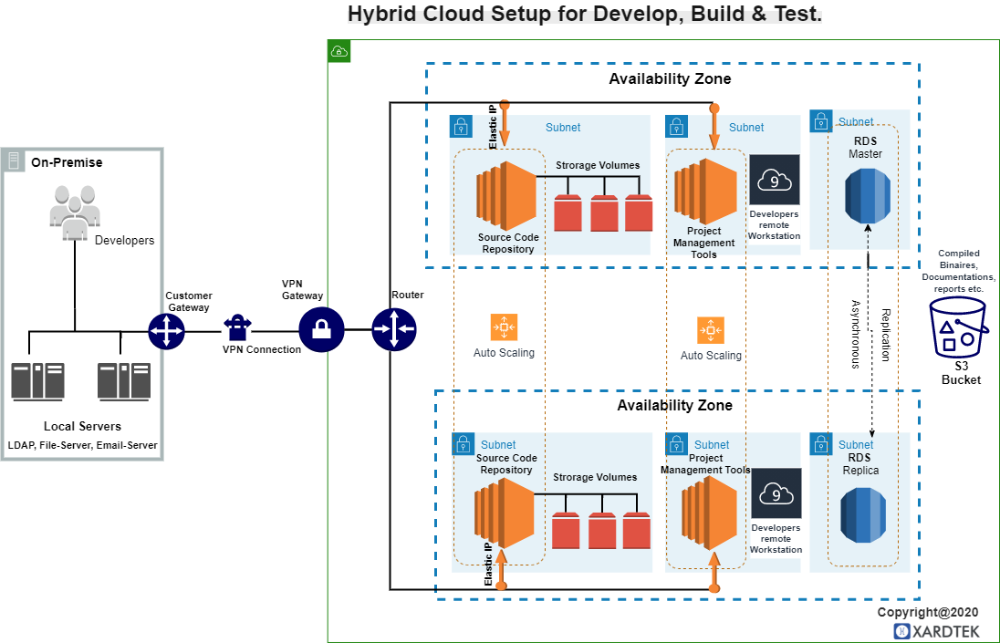 Hybrid Cloud Setup for Develop, Build & Test.
On-Premise
Developers
Local Servers
LDAP, File-Server, Email-Server
Customer
Gateway
VPN Connection
VPN
Gateway
Router
Availability Zone
Elastic IP
Subnet
Strorage Volumes
Source Code
Repository
Subnet
Project
Management
Tools
9
Developers
remote
Workstation
Subnet
RDS
Master
Auto Scaling
Auto Scaling
Asynchronous
Replication
Compiled
Binaires,
Documentations,
reports etc.
S3
Bucket
Availability Zone
Subnet
Source Code
Repository
Strorage Volumes
Elastic IP
Subnet
Project
Management Tools
9
Developers
remote
Workstation
Subnet
RDS
Replica
Copyright@2020
XARDTEK